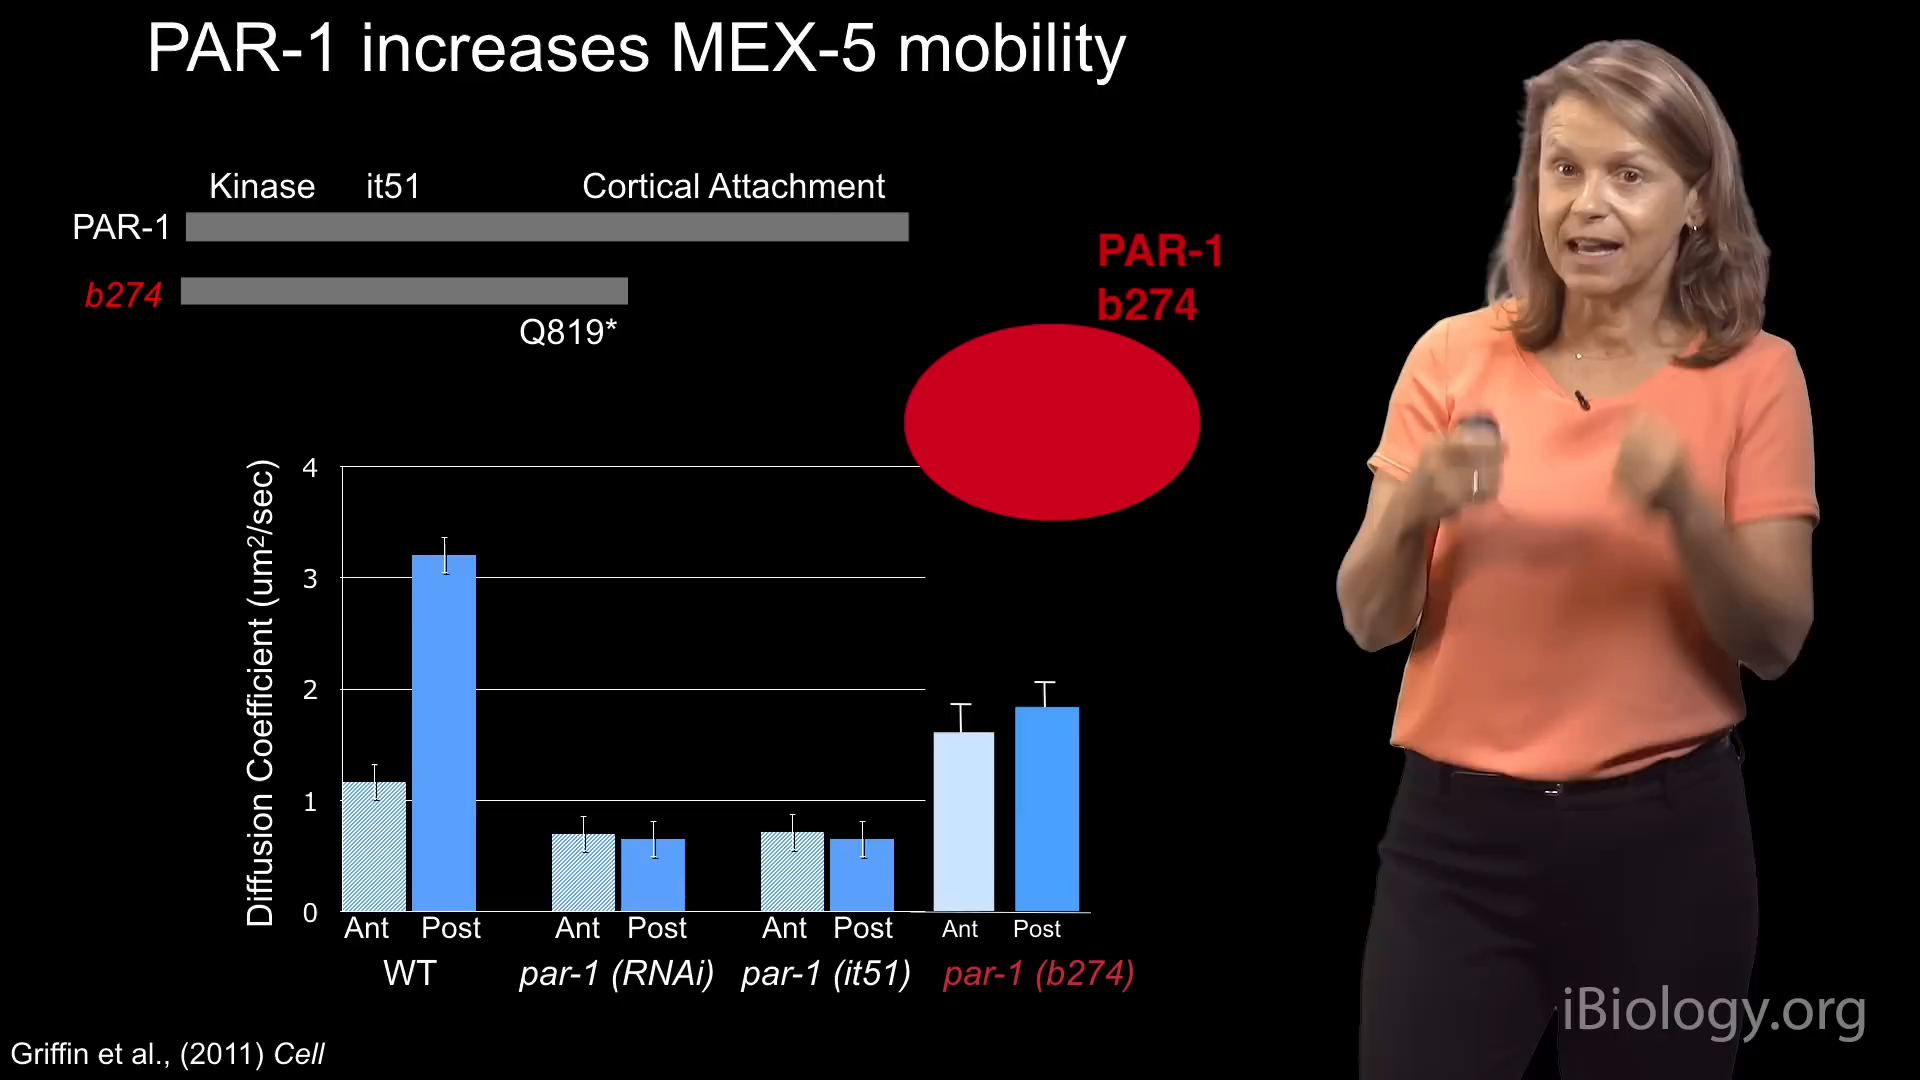 PAR-1 increases MEX-5 mobility
Kinase it51 Cortical Attachment
PAR-1
b274
Q819*
PAR-1
b274
Diffusion Coefficient (um²/sec)
4
3
2
1
0
Ant Post Ant Post Ant Post Ant Post
WT par-1 (RNAi) par-1 (it51) par-1 (b274)
iBiology.org
Griffin et al., (2011) Cell